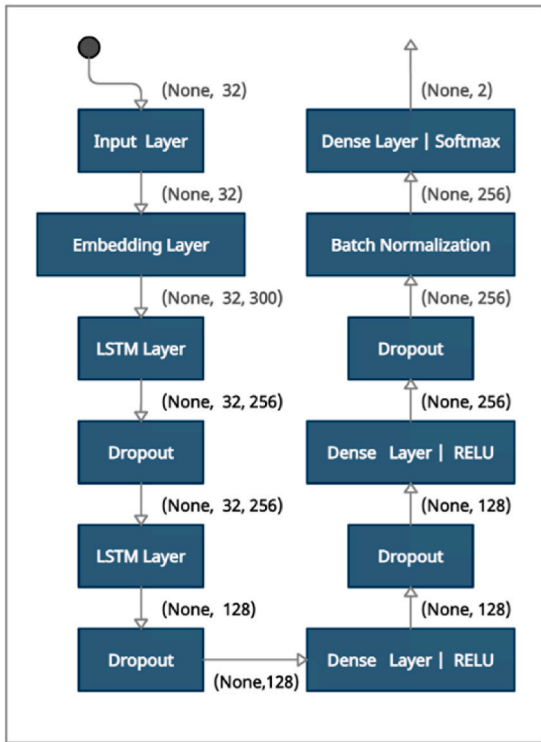 (None, 32)
Input Layer
(None, 32)
Embedding Layer
(None, 32, 300)
LSTM Layer
(None, 32, 256)
Dropout
(None, 32, 256)
LSTM Layer
(None, 128)
Dropout
(None,128)
Dense Layer | RELU
(None, 128)
Dropout
(None, 128)
Dense Layer | RELU
(None, 256)
Dropout
(None, 256)
Batch Normalization
(None, 256)
Dense Layer | Softmax
(None, 2)